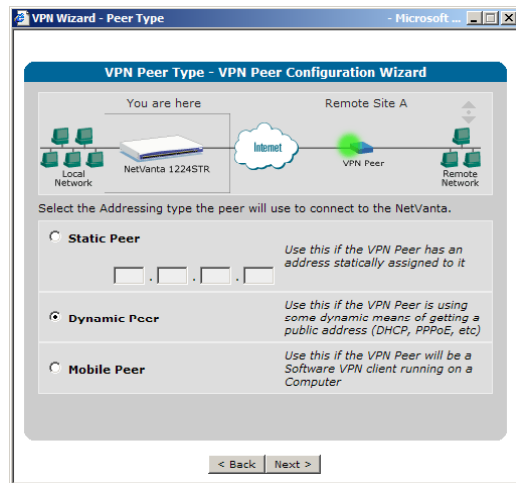 VPN Wizard - Peer Type - Microsoft ...
VPN Peer Type - VPN Peer Configuration Wizard
You are here
Remote Site A
Internet
Local
Network
NetVanta 1224STR
VPN Peer
Remote
Network
Select the Addressing type the peer will use to connect to the NetVanta.
Static Peer
. . .
Use this if the VPN Peer has an
address statically assigned to it
Dynamic Peer
Use this if the VPN Peer is using
some dynamic means of getting a
public address (DHCP, PPPoE, etc)
Mobile Peer
Use this if the VPN Peer will be a
Software VPN client running on a
Computer
< Back
Next >